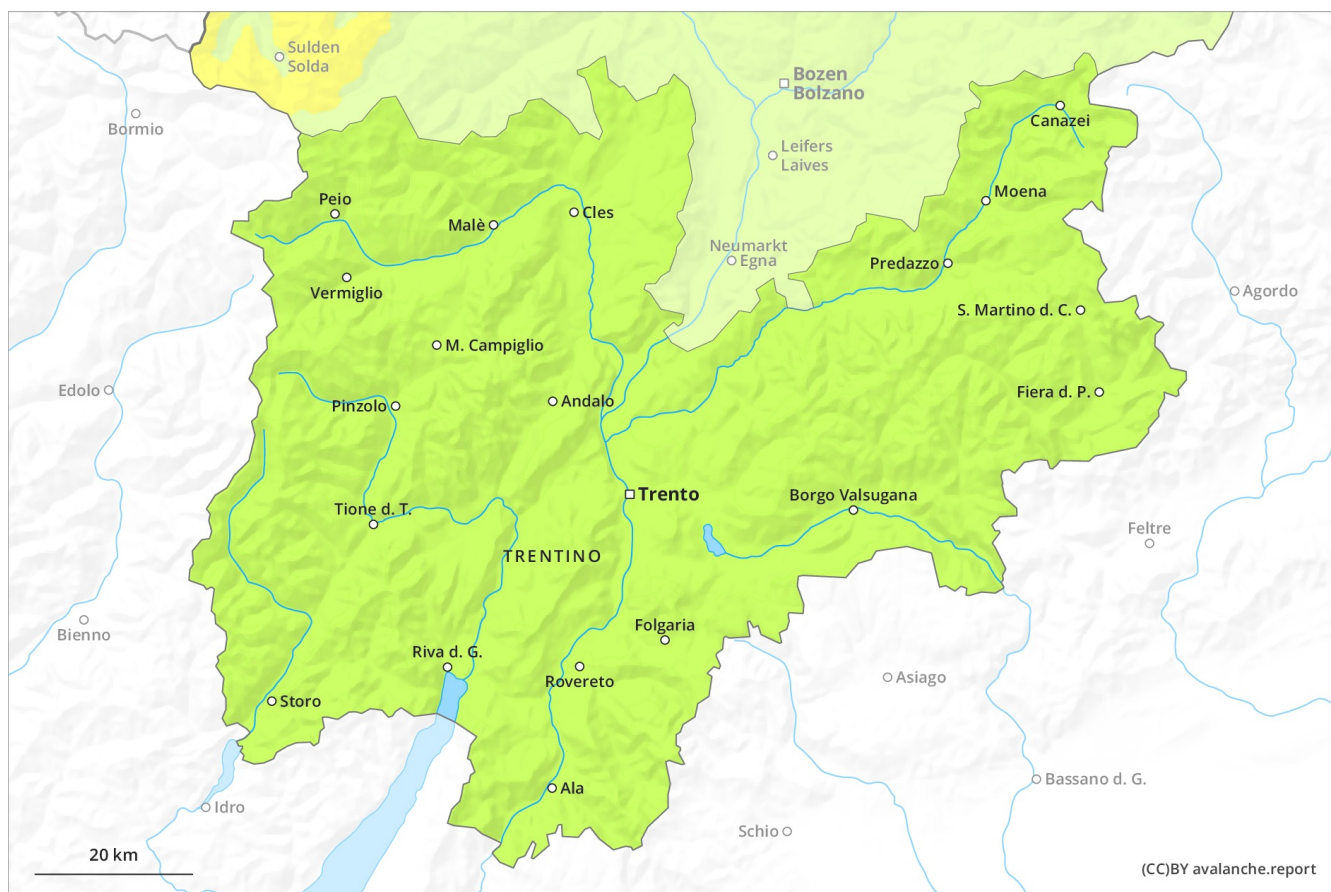 Sulden
Solda
Bozen
Bolzano
Bormio
Canazei
Leifers
Laives
Peio
Moena
Malè
Cles
Neumarkt
Egna
Predazzo
Vermiglio
Agordo
S. Martino d. C.
M. Campiglio
Edolo
Fiera d. P.
Andalo
Pinzolo
Trento
Borgo Valsugana
Tione d. T.
Feltre
TRENTINO
Bienno
Folgaria
Riva d. G.
Asiago
Rovereto
Storo
Bassano d. G.
Ala
Idro
Schio
20 km
(CC)BY avalanche.report